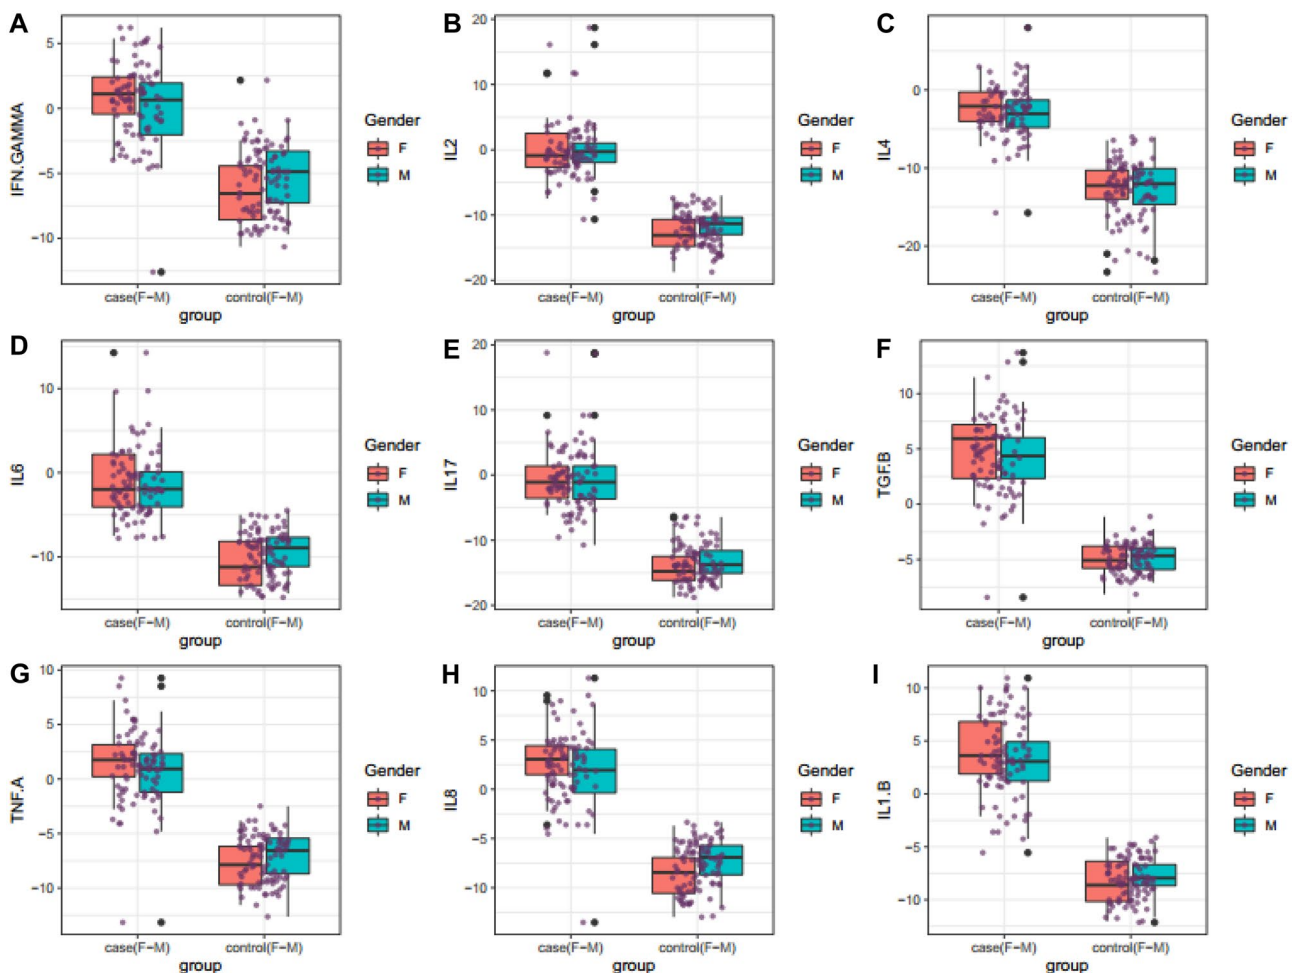 A
IFN.GAMMA
5
0
−5
−10
case(F−M)
control(F−M)
group
Gender
F
M
B
IL2
20
10
0
−10
−20
case(F−M)
control(F−M)
group
Gender
F
M
C
IL4
0
−10
−20
case(F−M)
control(F−M)
group
Gender
F
M
D
IL6
10
0
−10
case(F−M)
control(F−M)
group
Gender
F
M
E
IL17
20
10
0
−10
−20
case(F−M)
control(F−M)
group
Gender
F
M
F
TGF.B
10
5
0
−5
case(F−M)
control(F−M)
group
Gender
F
M
G
TNF.A
10
5
0
−5
−10
case(F−M)
control(F−M)
group
Gender
F
M
H
IL8
10
5
0
−5
−10
case(F−M)
control(F−M)
group
Gender
F
M
I
IL1.B
10
5
0
−5
−10
case(F−M)
control(F−M)
group
Gender
F
M